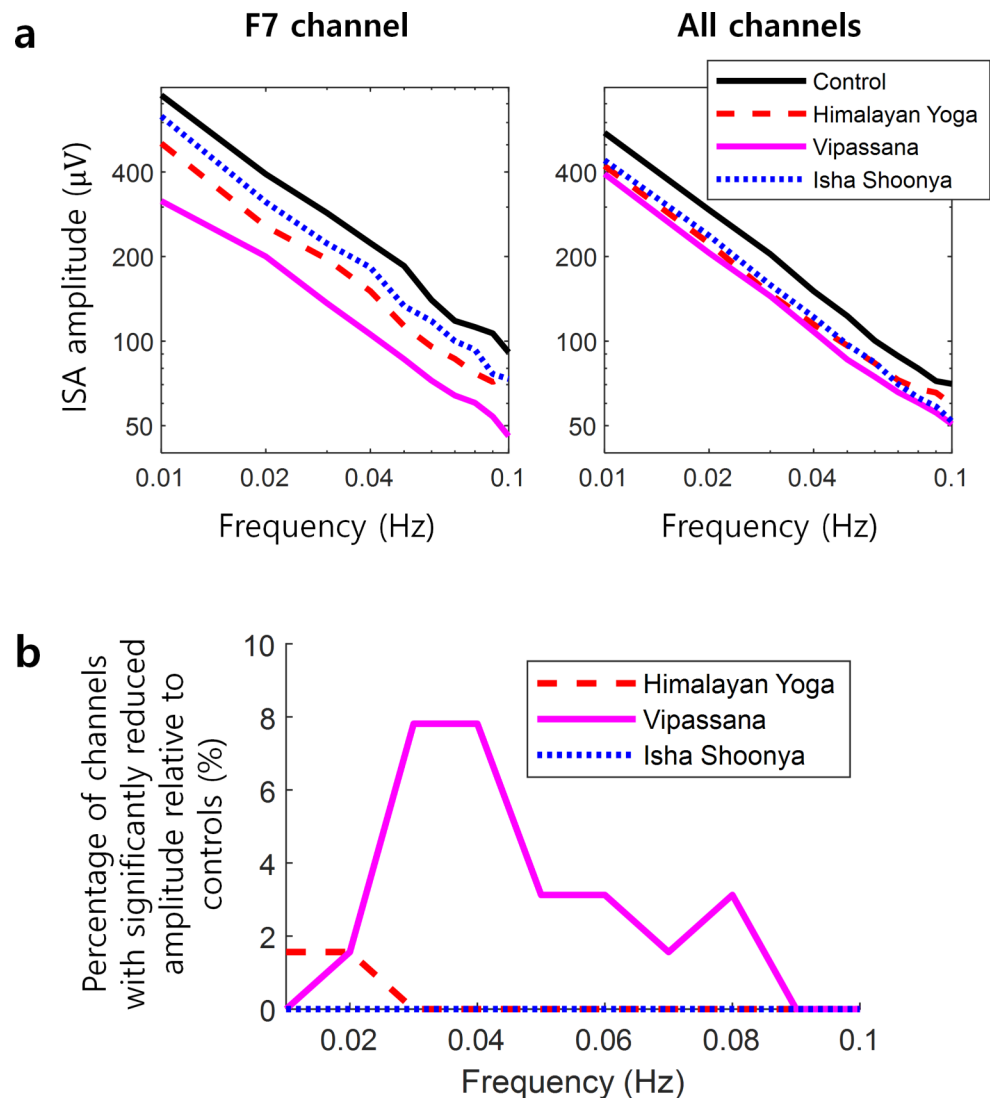 a
F7 channel
All channels
ISA amplitude (μV)
400
200
100
50
0.01
0.02
0.04
0.1
Frequency (Hz)
400
200
100
50
0.01
0.02
0.04
0.1
Frequency (Hz)
Control
Himalayan Yoga
Vipassana
Isha Shoonya
b
Percentage of channels
with significantly reduced
amplitude relative to
controls (%)
10
8
6
4
2
0
0.02
0.04
0.06
0.08
0.1
Frequency (Hz)
Himalayan Yoga
Vipassana
Isha Shoonya